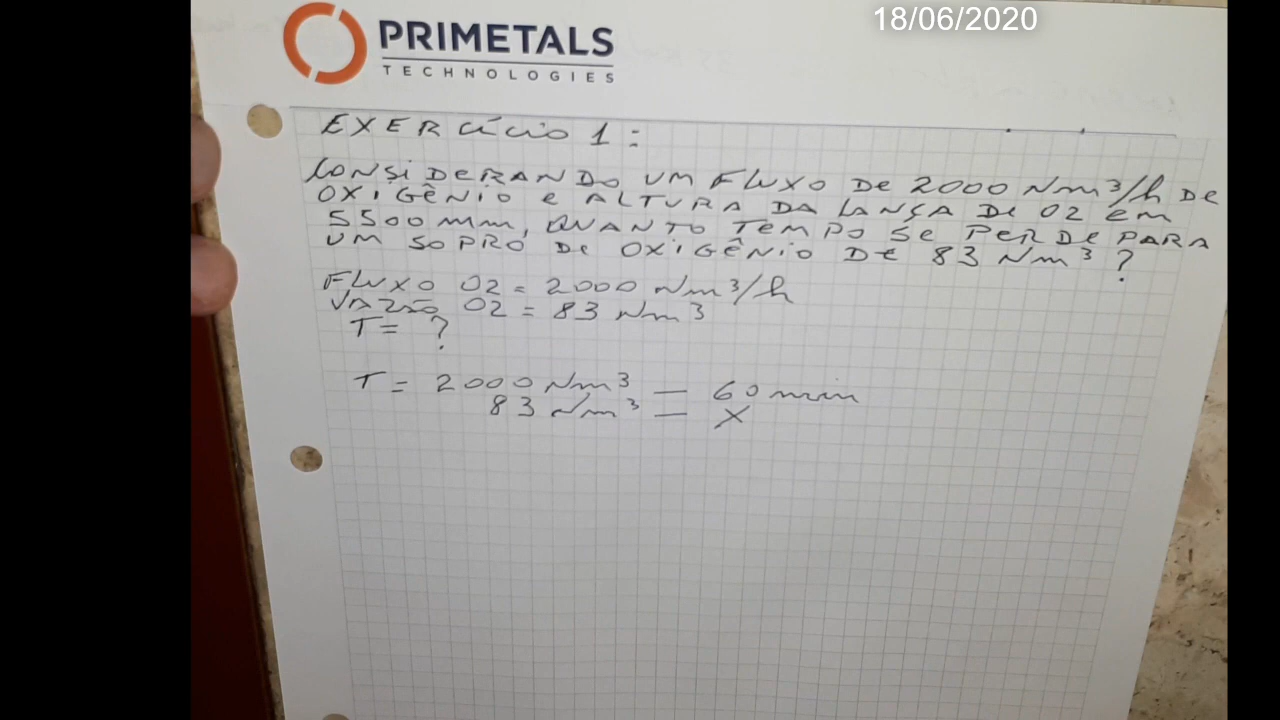 18/06/2020
PRIMETALS
TECHNOLOGIES
EXERCÍCIO 1:
CONSIDERANDO UM FLUXO DE 2000 Nm³/h DE
OXIGÊNIO E ALTURA DA LANÇA DE O2 EM
5500 mm, QUANTO TEMPO SE PERDE PARA
UM SOPRO DE OXIGÊNIO DE 83 Nm³?
FLUXO O2 = 2000 Nm³/h
VAZÃO O2 = 83 Nm³
T = ?
T = 2000 Nm³ — 60 min
83 Nm³ — X